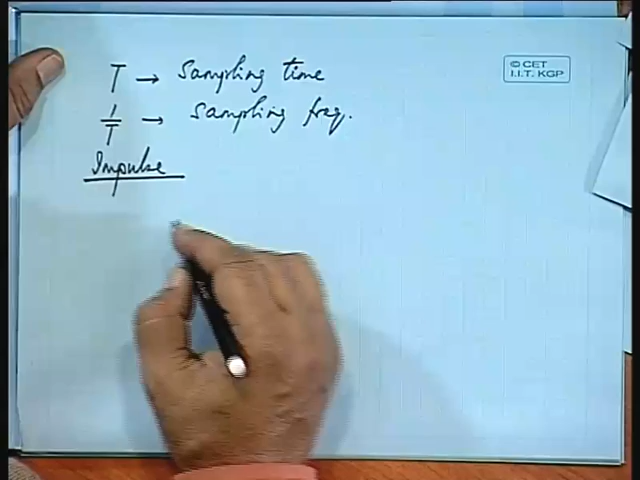 T → Sampling time
1/T → Sampling freq.
Impulse
© CET
I.I.T. KGP